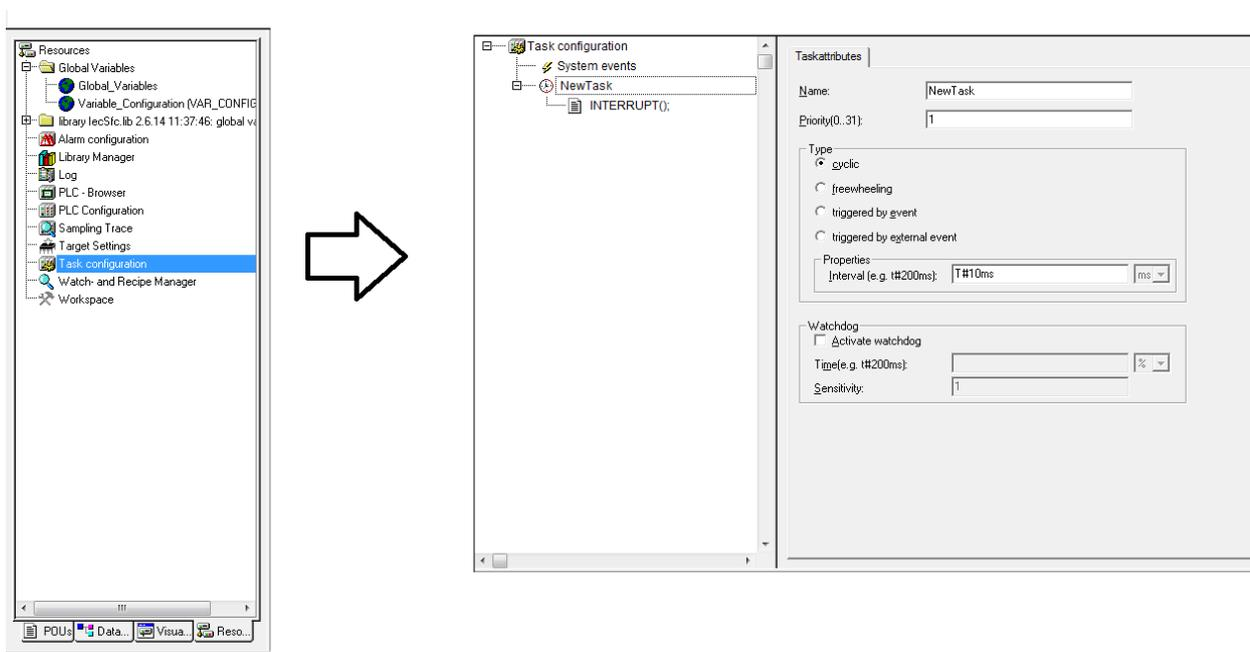 Resources
Global Variables
Global_Variables
Variable_Configuration (VAR_CONFIG
library IecSfc.lib 2.6.14 11:37:46: global va
Alarm configuration
Library Manager
Log
PLC - Browser
PLC Configuration
Sampling Trace
Target Settings
Task configuration
Watch- and Recipe Manager
Workspace
POUs
Data...
Visua...
Reso...
Task configuration
System events
NewTask
INTERRUPT();
Taskattributes
Name: NewTask
Priority(0..31): 1
Type
cyclic
freewheeling
triggered by event
triggered by external event
Properties
Interval (e.g. t#200ms): T#10ms ms
Watchdog
Activate watchdog
Time(e.g. t#200ms): %
Sensitivity: 1